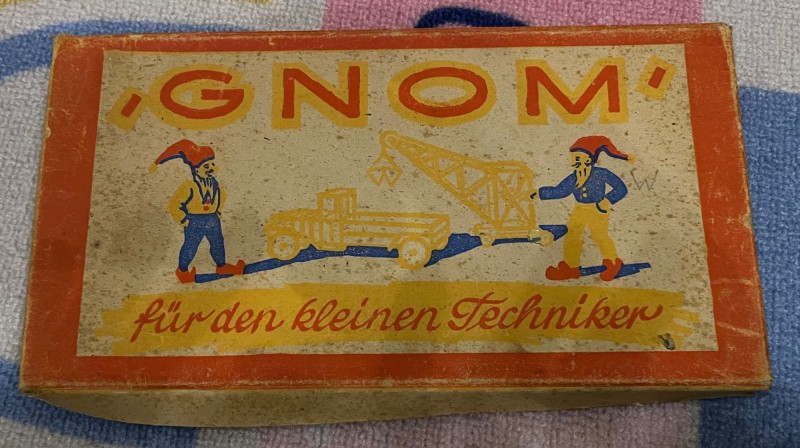 'GNOM'
für den kleinen Techniker